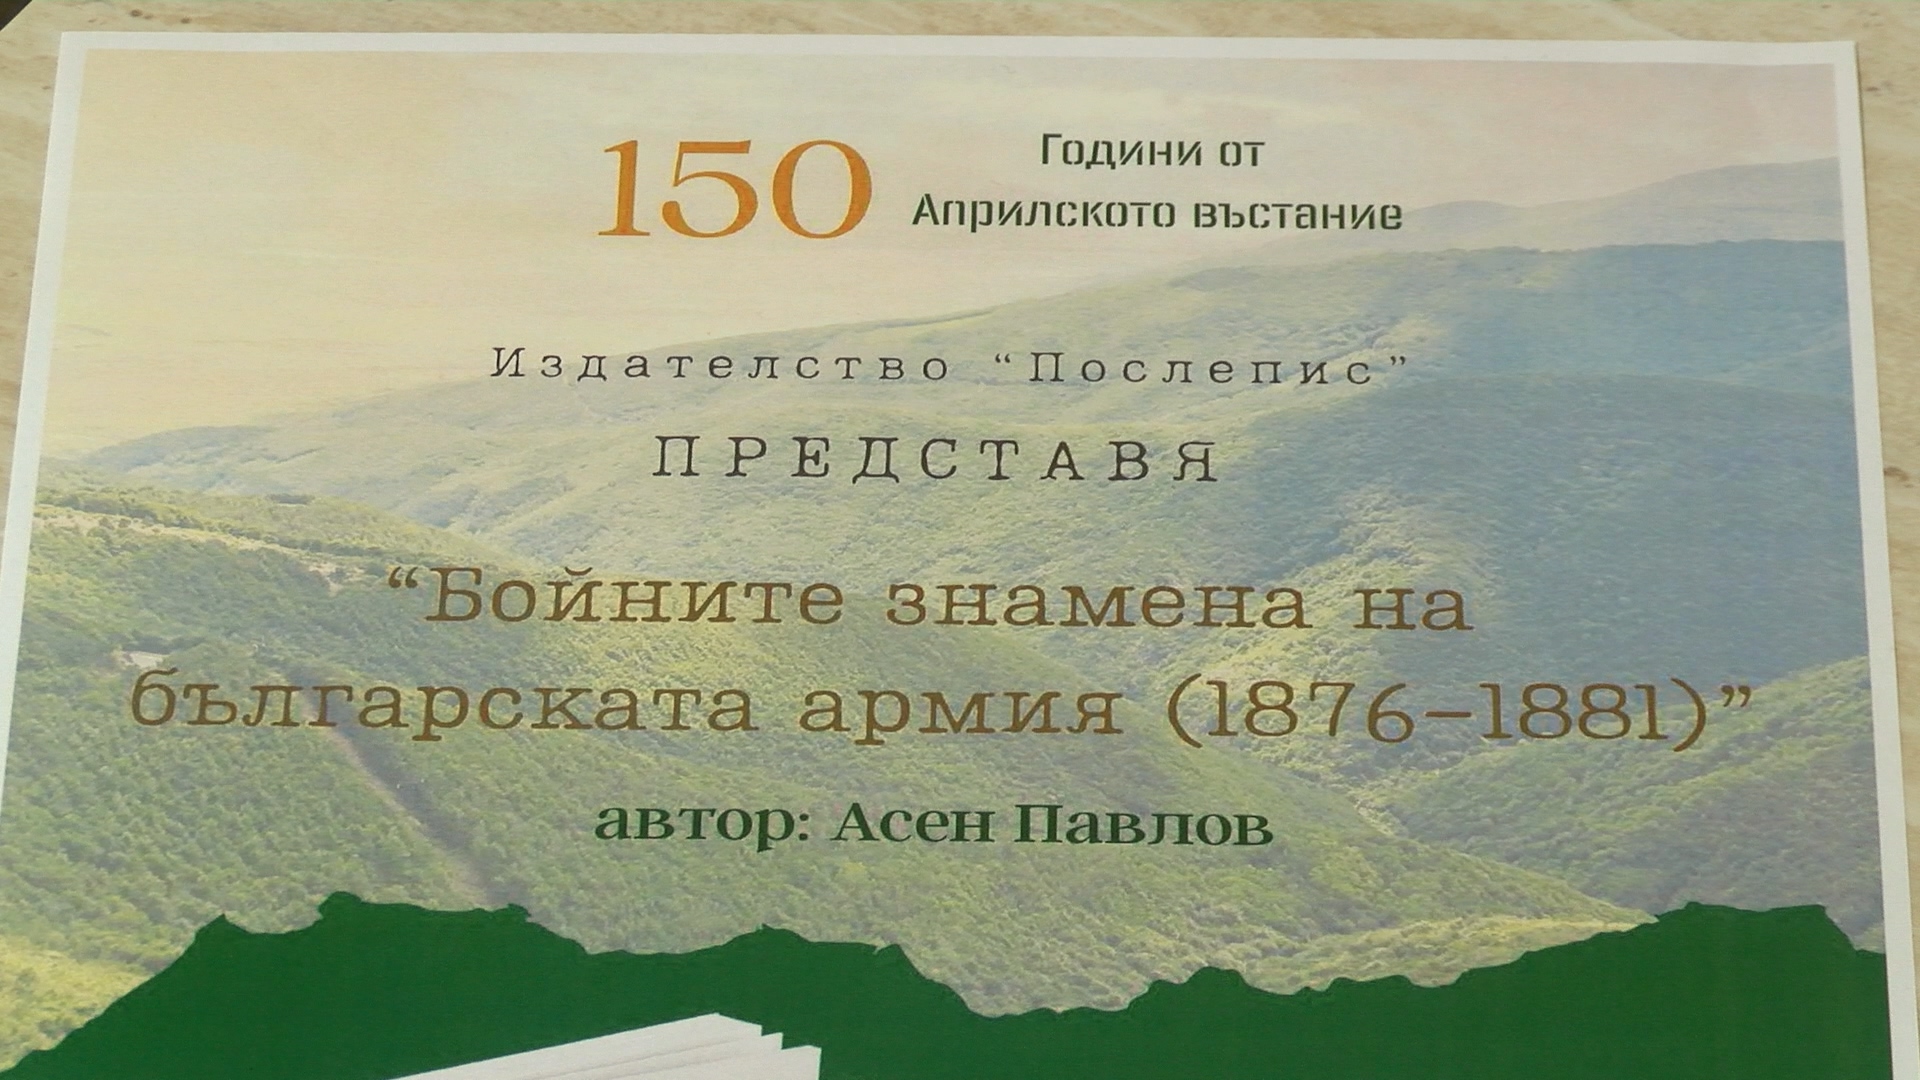 150
Години от
Априлското въстание
Издателство “Послепис”
ПРЕДСТАВЯ
“Бойните знамена на
българската армия (1876–1881)”
автор: Асен Павлов